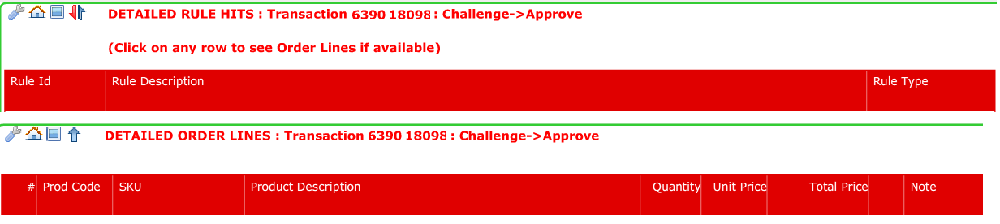 DETAILED RULE HITS : Transaction 6390 18098 : Challenge->Approve
(Click on any row to see Order Lines if available)
Rule Id Rule Description Rule Type
DETAILED ORDER LINES : Transaction 6390 18098 : Challenge->Approve
# Prod Code SKU Product Description Quantity Unit Price Total Price Note